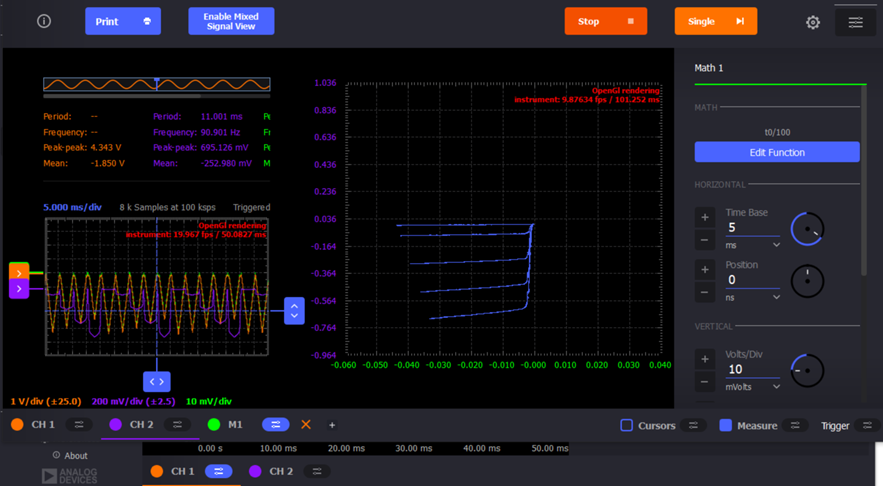 Print
Enable Mixed
Signal View
Stop
Single
Period: --
Frequency: --
Peak-peak: 4.343 V
Mean: -1.850 V
Period: 11.001 ms
Frequency: 90.901 Hz
Peak-peak: 695.126 mV
Mean: -252.980 mV
Pe
Fr
Pe
M
5.000 ms/div 8 k Samples at 100 ksps Triggered
OpenGl rendering
instrument: 19.967 fps / 50.0827 ms
1 V/div (±25.0) 200 mV/div (±2.5) 10 mV/div
OpenGl rendering
instrument: 9.87634 fps / 101.252 ms
1.036
0.836
0.636
0.436
0.236
0.036
-0.164
-0.364
-0.564
-0.764
-0.964
-0.060 -0.050 -0.040 -0.030 -0.020 -0.010 -0.000 0.010 0.020 0.030 0.040
Math 1
MATH
t0/100
Edit Function
HORIZONTAL
Time Base
5
ms
Position
0
ns
VERTICAL
Volts/Div
10
mVolts
CH 1 CH 2 M1 Cursors Measure Trigger
About
ANALOG
DEVICES
0.00 s 10.00 ms 20.00 ms 30.00 ms 40.00 ms 50.00 ms
CH 1 CH 2